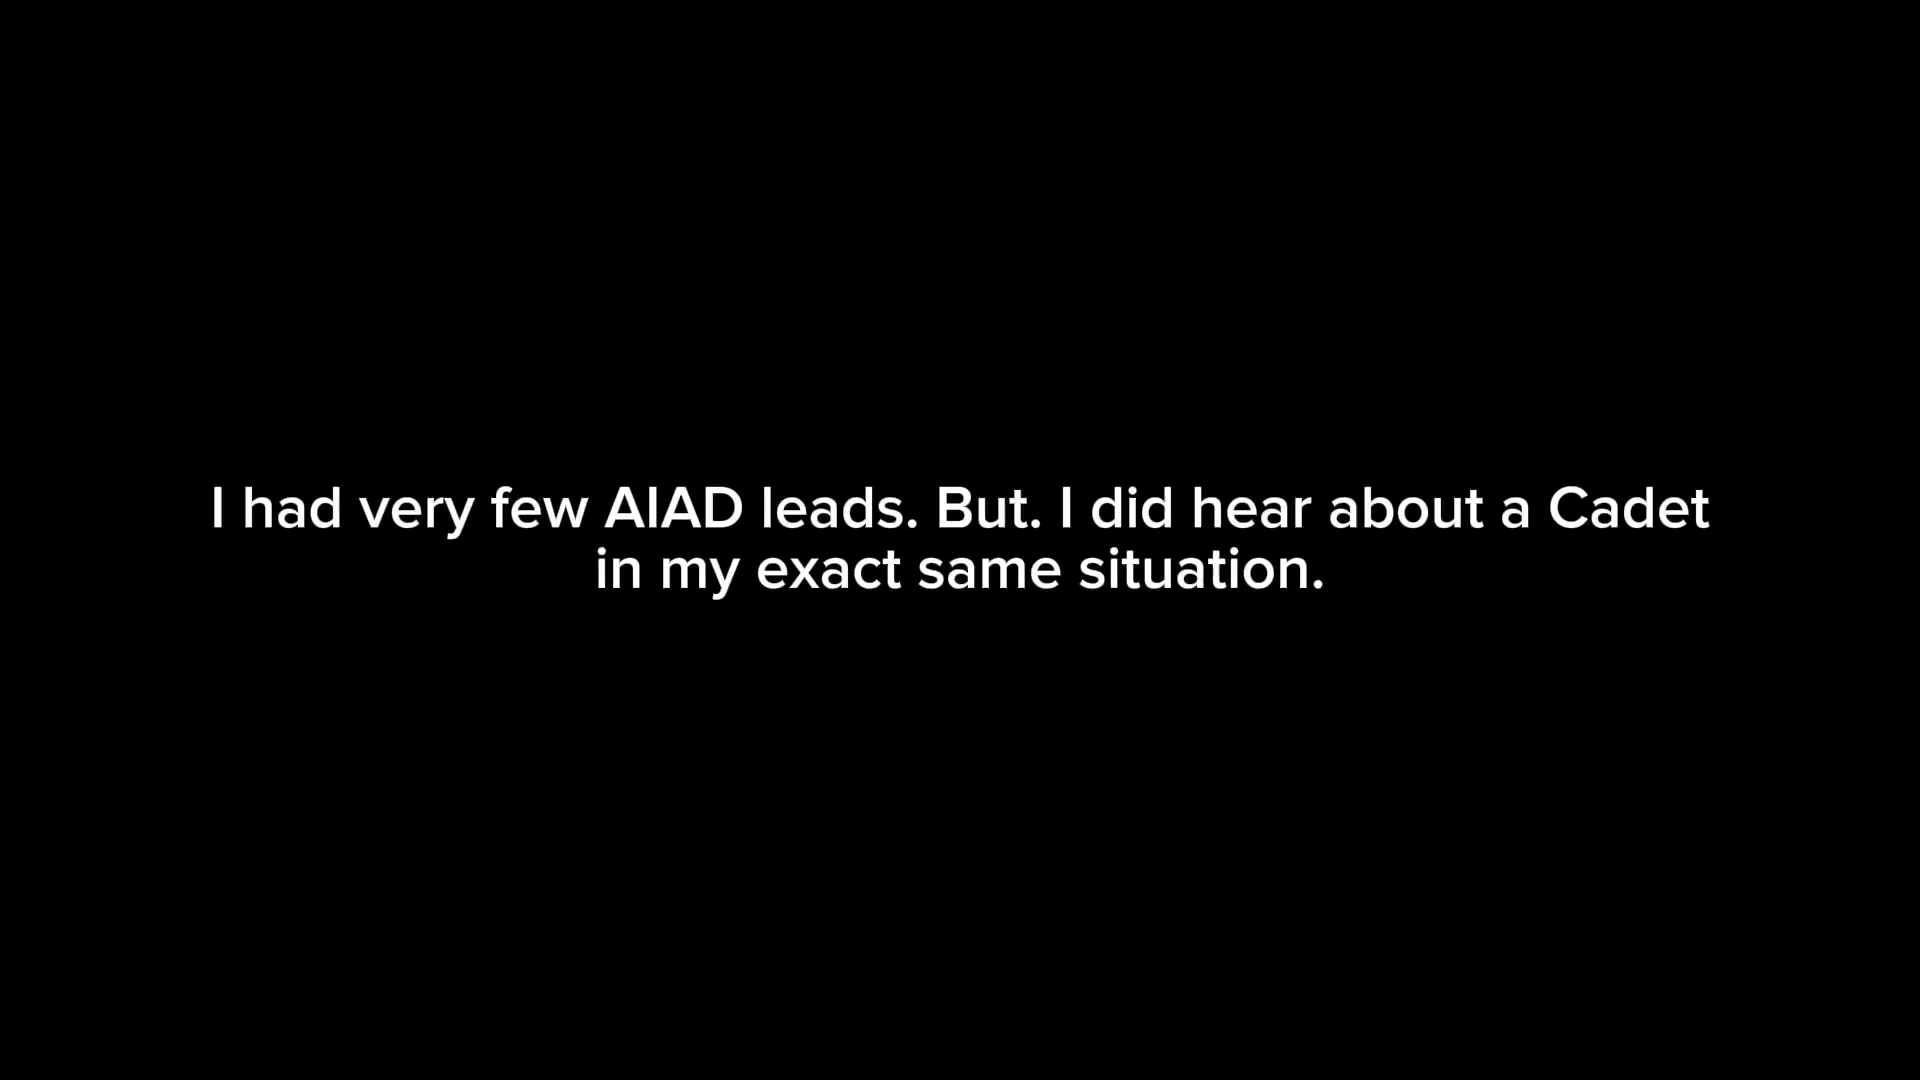 I had very few AIAD leads. But. I did hear about a Cadet
in my exact same situation.